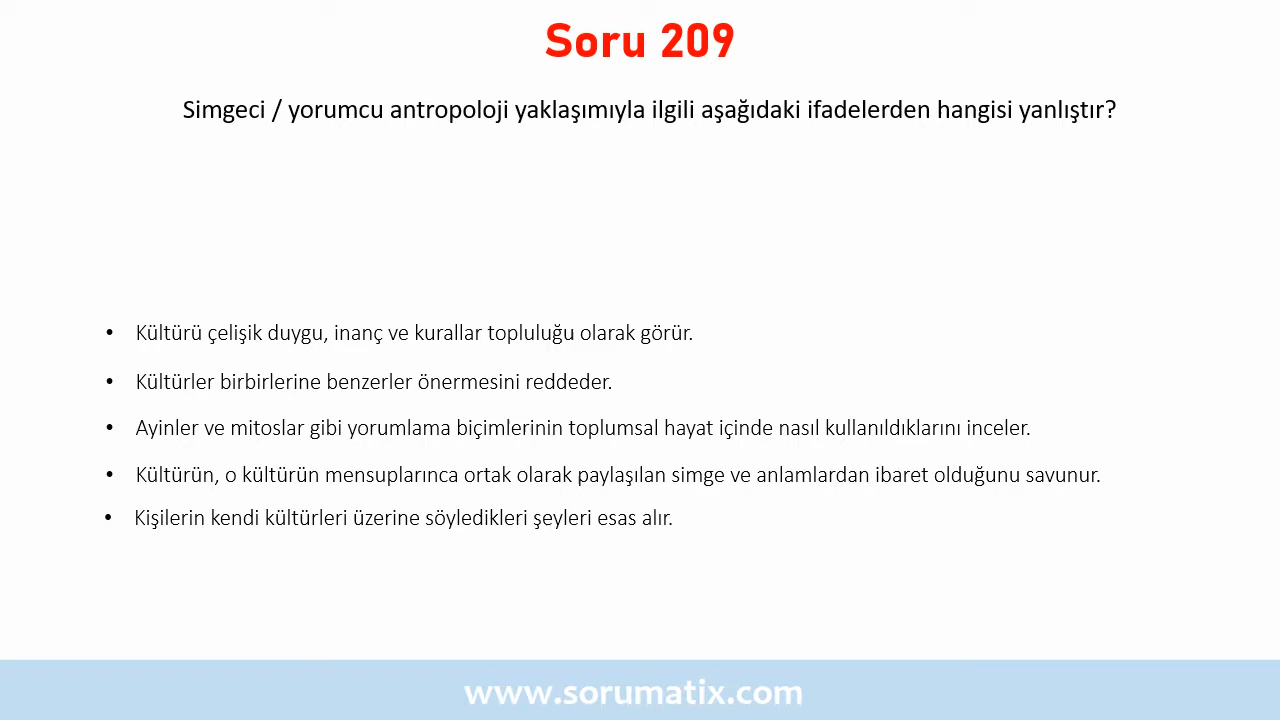 Soru 209
Simgeci / yorumcu antropoloji yaklaşımıyla ilgili aşağıdaki ifadelerden hangisi yanlıştır?
• Kültürü çelişik duygu, inanç ve kurallar topluluğu olarak görür.
• Kültürler birbirlerine benzerler önermesini reddeder.
• Ayinler ve mitoslar gibi yorumlama biçimlerinin toplumsal hayat içinde nasıl kullanıldıklarını inceler.
• Kültürün, o kültürün mensuplarınca ortak olarak paylaşılan simge ve anlamlardan ibaret olduğunu savunur.
• Kişilerin kendi kültürleri üzerine söyledikleri şeyleri esas alır.
www.sorumatix.com